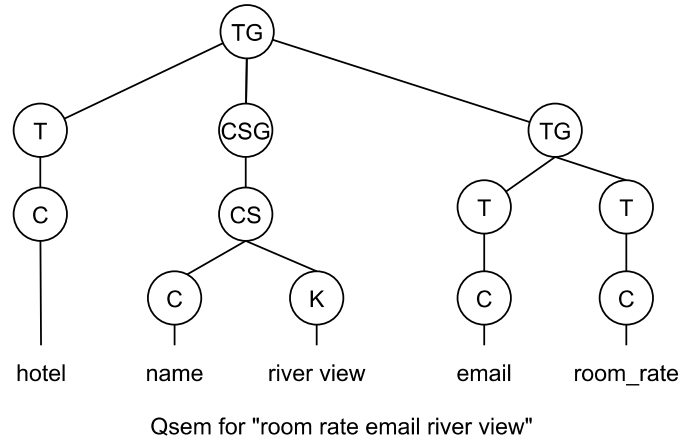 TG
T CSG TG
C CS T T
C K C C
hotel name river view email room_rate
Qsem for "room rate email river view"